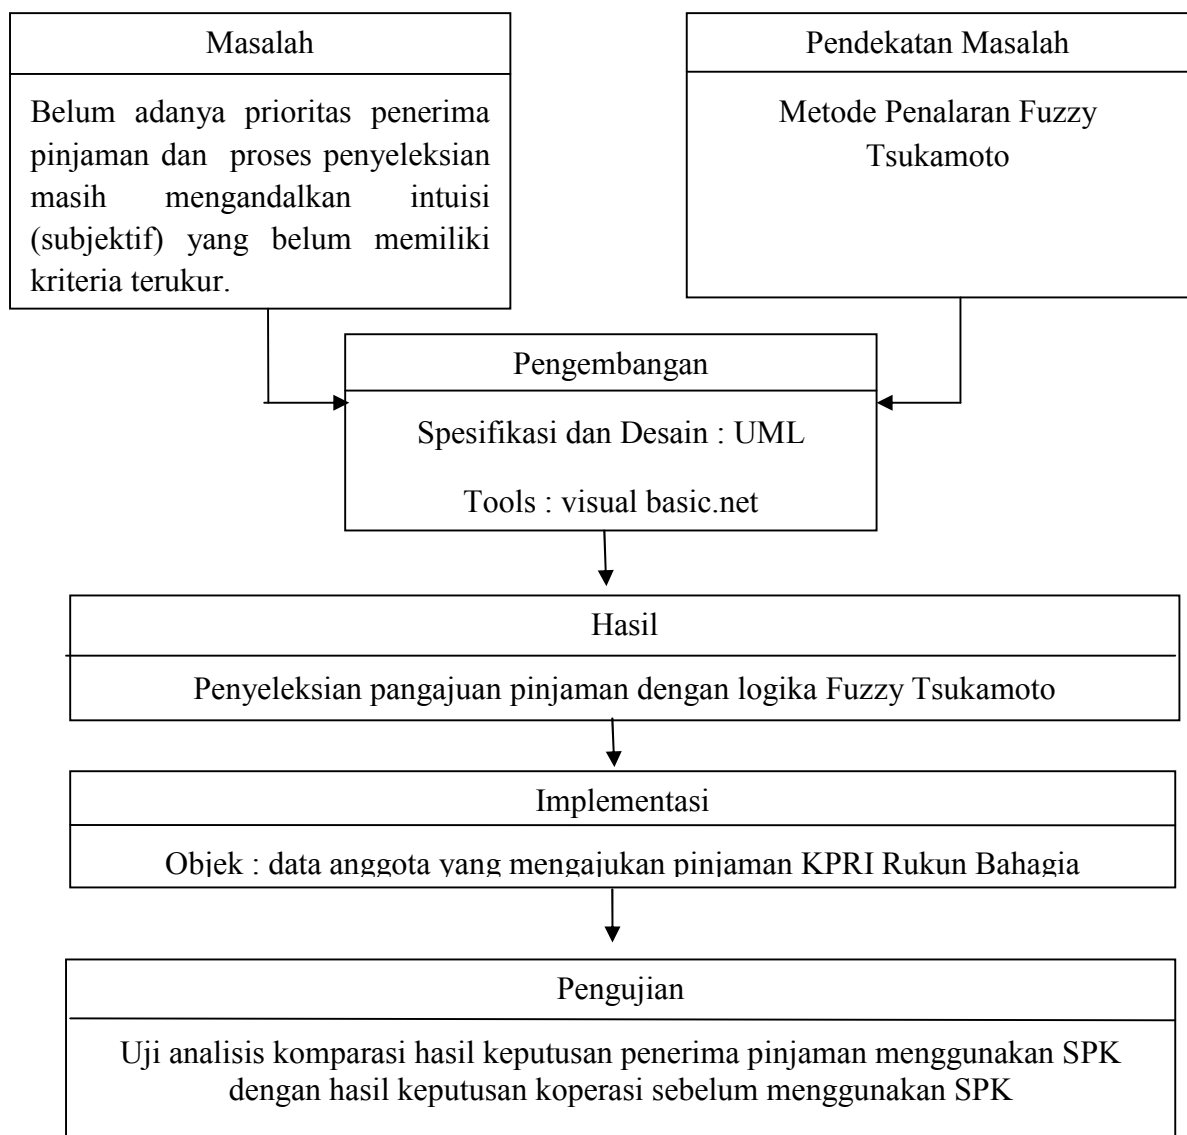 Masalah
Belum adanya prioritas penerima
pinjaman dan proses penyeleksian
masih mengandalkan intuisi
(subjektif) yang belum memiliki
kriteria terukur.
Pendekatan Masalah
Metode Penalaran Fuzzy
Tsukamoto
Pengembangan
Spesifikasi dan Desain : UML
Tools : visual basic.net
Hasil
Penyeleksian pangajuan pinjaman dengan logika Fuzzy Tsukamoto
Implementasi
Objek : data anggota yang mengajukan pinjaman KPRI Rukun Bahagia
Pengujian
Uji analisis komparasi hasil keputusan penerima pinjaman menggunakan SPK
dengan hasil keputusan koperasi sebelum menggunakan SPK